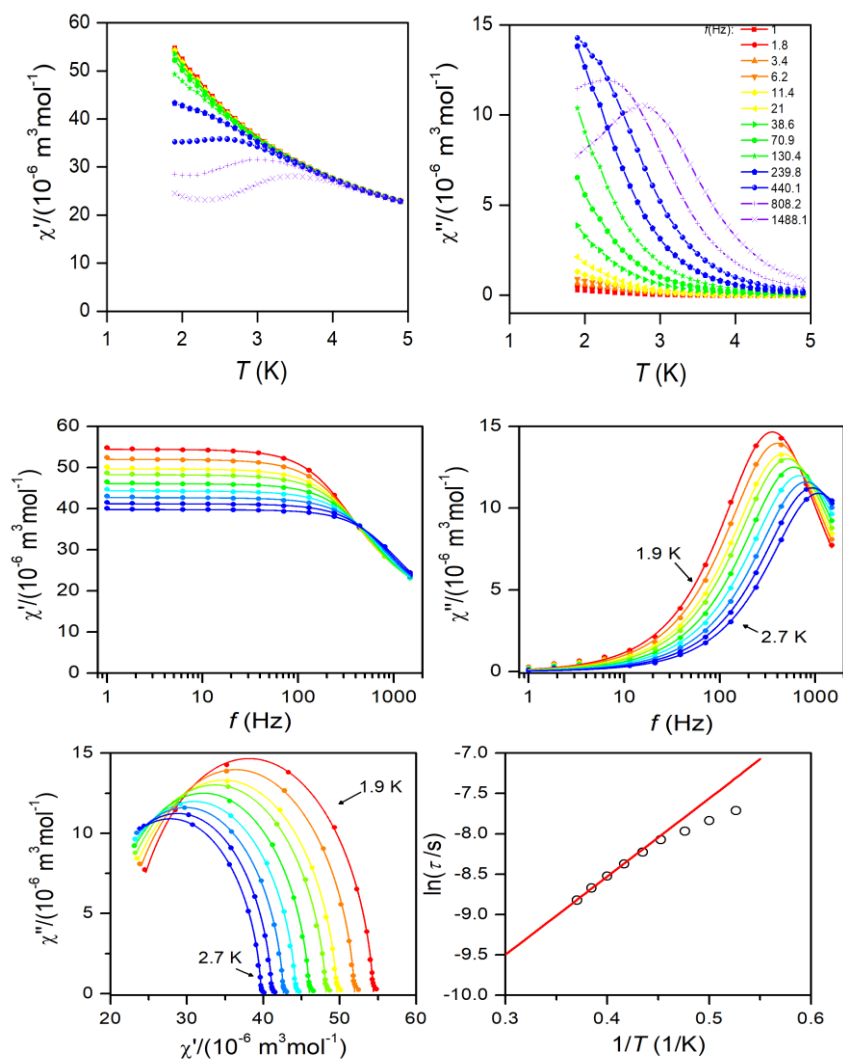 60
50
40
30
20
10
0
χ'/(10⁻⁶ m³mol⁻¹)
1 2 3 4 5
T (K)
15
10
5
0
χ''/(10⁻⁶ m³mol⁻¹)
1 2 3 4 5
T (K)
f(Hz):
1
1.8
3.4
6.2
11.4
21
38.6
70.9
130.4
239.8
440.1
808.2
1488.1
60
50
40
30
20
10
0
χ'/(10⁻⁶ m³mol⁻¹)
1 10 100 1000
f (Hz)
15
10
5
0
χ''/(10⁻⁶ m³mol⁻¹)
1.9 K
2.7 K
1 10 100 1000
f (Hz)
15
10
5
0
χ''/(10⁻⁶ m³mol⁻¹)
1.9 K
2.7 K
20 30 40 50 60
χ'/(10⁻⁶ m³mol⁻¹)
-7.0
-7.5
-8.0
-8.5
-9.0
-9.5
-10.0
ln(τ/s)
0.3 0.4 0.5 0.6
1/T (1/K)